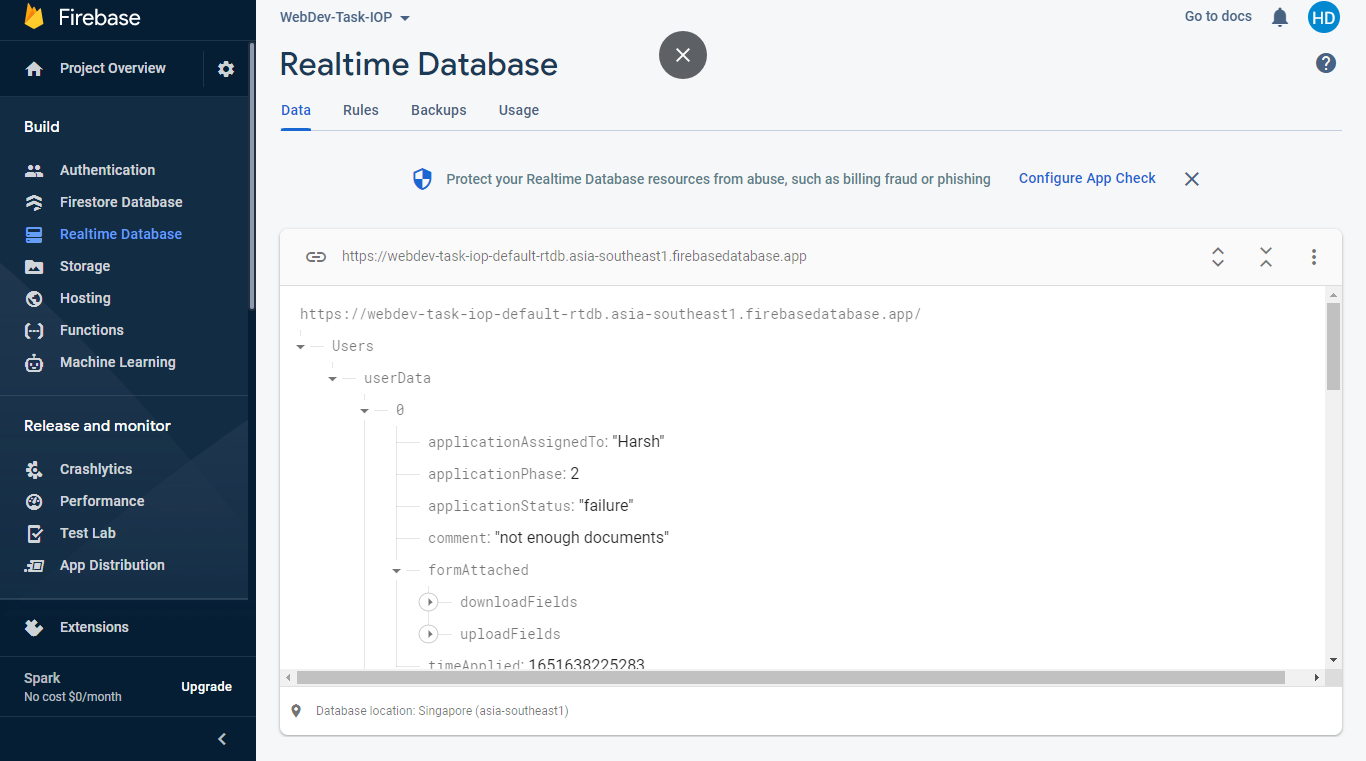 Firebase
Project Overview
Build
Authentication
Firestore Database
Realtime Database
Storage
Hosting
Functions
Machine Learning
Release and monitor
Crashlytics
Performance
Test Lab
App Distribution
Extensions
Spark
No cost $0/month
Upgrade
WebDev-Task-IOP
Go to docs
HD
Realtime Database
Data Rules Backups Usage
Protect your Realtime Database resources from abuse, such as billing fraud or phishing Configure App Check
https://webdev-task-iop-default-rtdb.asia-southeast1.firebasedatabase.app
https://webdev-task-iop-default-rtdb.asia-southeast1.firebasedatabase.app/
Users
userData
0
applicationAssignedTo: "Harsh"
applicationPhase: 2
applicationStatus: "failure"
comment: "not enough documents"
formAttached
downloadFields
uploadFields
timeApplied: 1651638225283
Database location: Singapore (asia-southeast1)